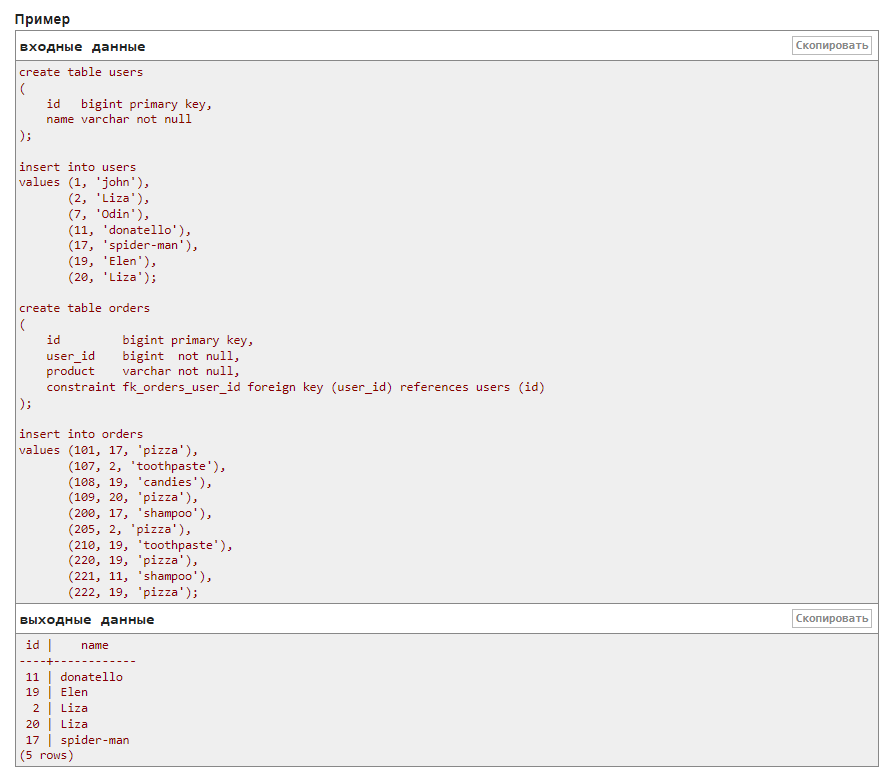 Пример
входные данные
Скопировать
create table users
(
    id   bigint primary key,
    name varchar not null
);

insert into users
values (1, 'john'),
       (2, 'Liza'),
       (7, 'Odin'),
       (11, 'donatello'),
       (17, 'spider-man'),
       (19, 'Elen'),
       (20, 'Liza');

create table orders
(
    id         bigint primary key,
    user_id    bigint  not null,
    product    varchar not null,
    constraint fk_orders_user_id foreign key (user_id) references users (id)
);

insert into orders
values (101, 17, 'pizza'),
       (107, 2, 'toothpaste'),
       (108, 19, 'candies'),
       (109, 20, 'pizza'),
       (200, 17, 'shampoo'),
       (205, 2, 'pizza'),
       (210, 19, 'toothpaste'),
       (220, 19, 'pizza'),
       (221, 11, 'shampoo'),
       (222, 19, 'pizza');
выходные данные
Скопировать
 id |    name
----+------------
 11 | donatello
 19 | Elen
  2 | Liza
 20 | Liza
 17 | spider-man
(5 rows)